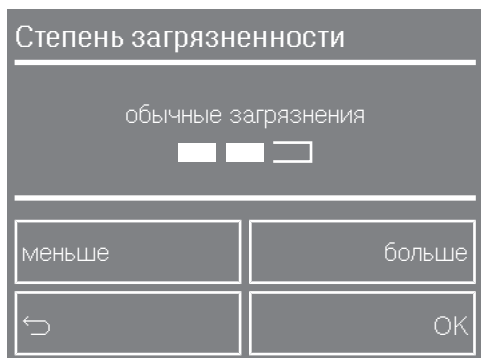 Степень загрязненности
обычные загрязнения
меньше
больше
OK